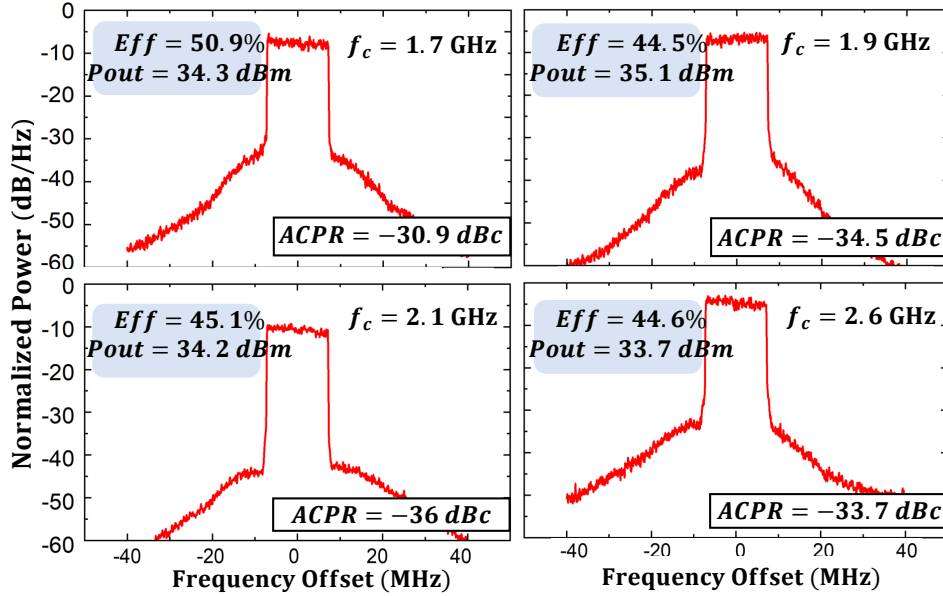 Normalized Power (dB/Hz)
0
-10
-20
-30
-40
-50
-60
Eff = 50.9%
Pout = 34.3 dBm
f_c = 1.7 GHz
ACPR = −30.9 dBc
Eff = 44.5%
Pout = 35.1 dBm
f_c = 1.9 GHz
ACPR = −34.5 dBc
0
-10
-20
-30
-40
-50
-60
Eff = 45.1%
Pout = 34.2 dBm
f_c = 2.1 GHz
ACPR = −36 dBc
-40 -20 0 20 40
Frequency Offset (MHz)
Eff = 44.6%
Pout = 33.7 dBm
f_c = 2.6 GHz
ACPR = −33.7 dBc
-40 -20 0 20 40
Frequency Offset (MHz)